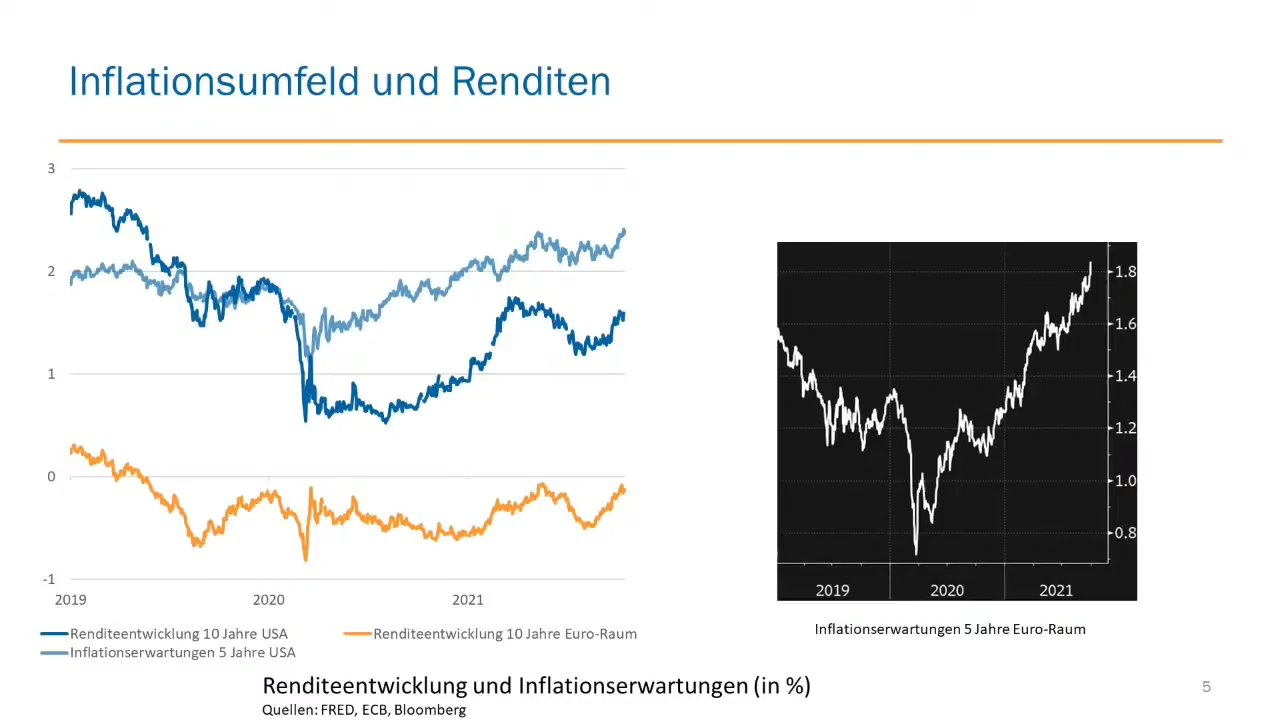 Inflationsumfeld und Renditen
3
2
1
0
-1
2019 2020 2021
Renditeentwicklung 10 Jahre USA
Renditeentwicklung 10 Jahre Euro-Raum
Inflationserwartungen 5 Jahre USA
1.8
1.6
1.4
1.2
1.0
0.8
2019 2020 2021
Inflationserwartungen 5 Jahre Euro-Raum
Renditeentwicklung und Inflationserwartungen (in %)
Quellen: FRED, ECB, Bloomberg
5